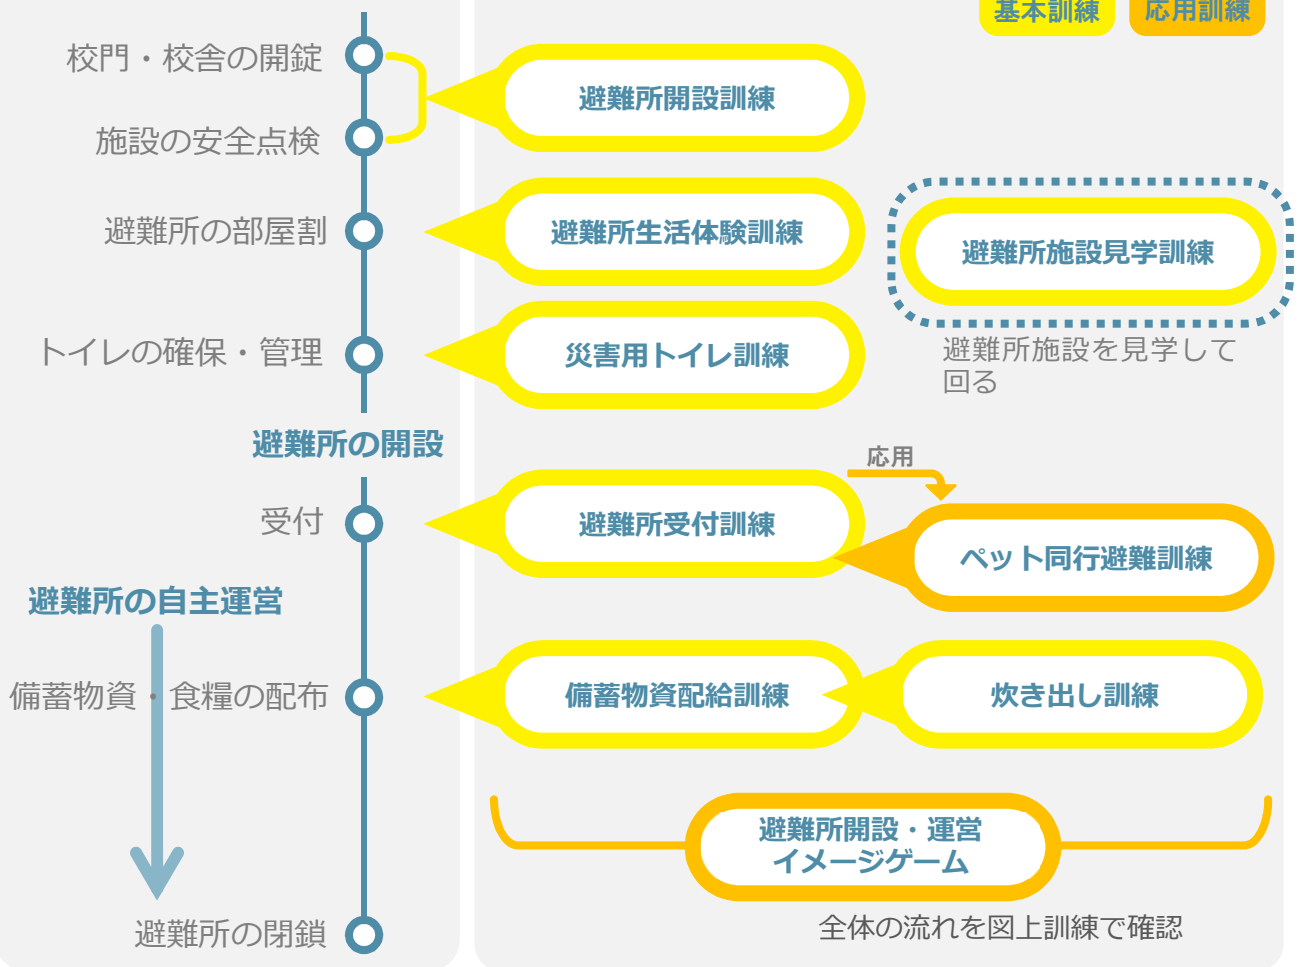 基本訓練
応用訓練
校門・校舎の開錠
避難所開設訓練
施設の安全点検
避難所の部屋割
避難所生活体験訓練
避難所施設見学訓練
避難所施設を見学して
回る
トイレの確保・管理
災害用トイレ訓練
避難所の開設
応用
受付
避難所受付訓練
ペット同行避難訓練
避難所の自主運営
備蓄物資・食糧の配布
備蓄物資配給訓練
炊き出し訓練
避難所開設・運営
イメージゲーム
全体の流れを図上訓練で確認
避難所の閉鎖